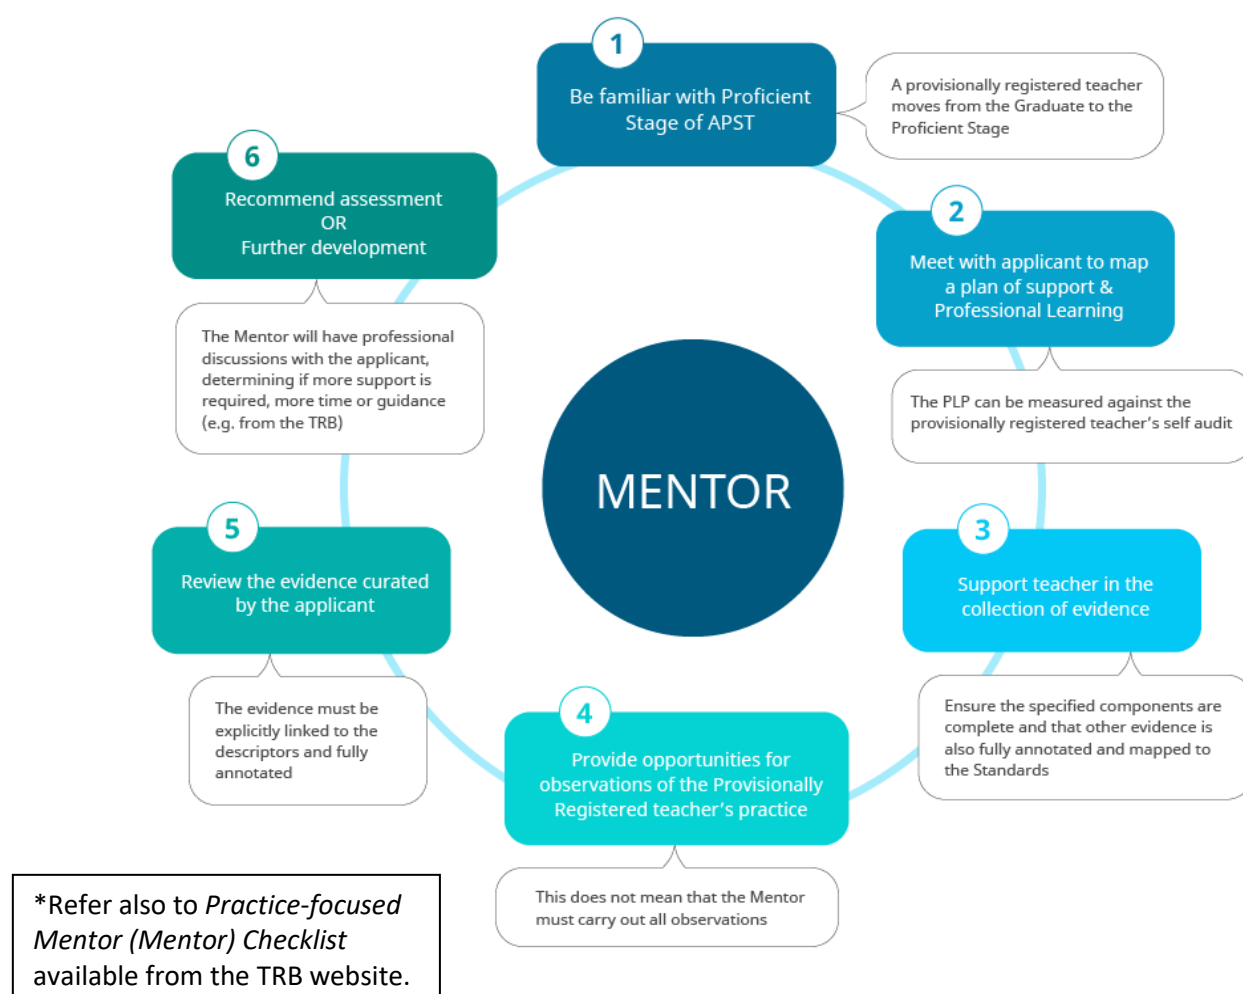 1
Be familiar with Proficient
Stage of APST
A provisionally registered teacher
moves from the Graduate to the
Proficient Stage
2
Meet with applicant to map
a plan of support &
Professional Learning
The PLP can be measured against the
provisionally registered teacher's self audit
3
Support teacher in the
collection of evidence
Ensure the specified components are
complete and that other evidence is
also fully annotated and mapped to
the Standards
4
Provide opportunities for
observations of the Provisionally
Registered teacher's practice
This does not mean that the Mentor
must carry out all observations
5
Review the evidence curated
by the applicant
The evidence must be
explicitly linked to the
descriptors and fully
annotated
6
Recommend assessment
OR
Further development
The Mentor will have professional
discussions with the applicant,
determining if more support is
required, more time or guidance
(e.g. from the TRB)
MENTOR
*Refer also to Practice-focused
Mentor (Mentor) Checklist
available from the TRB website.